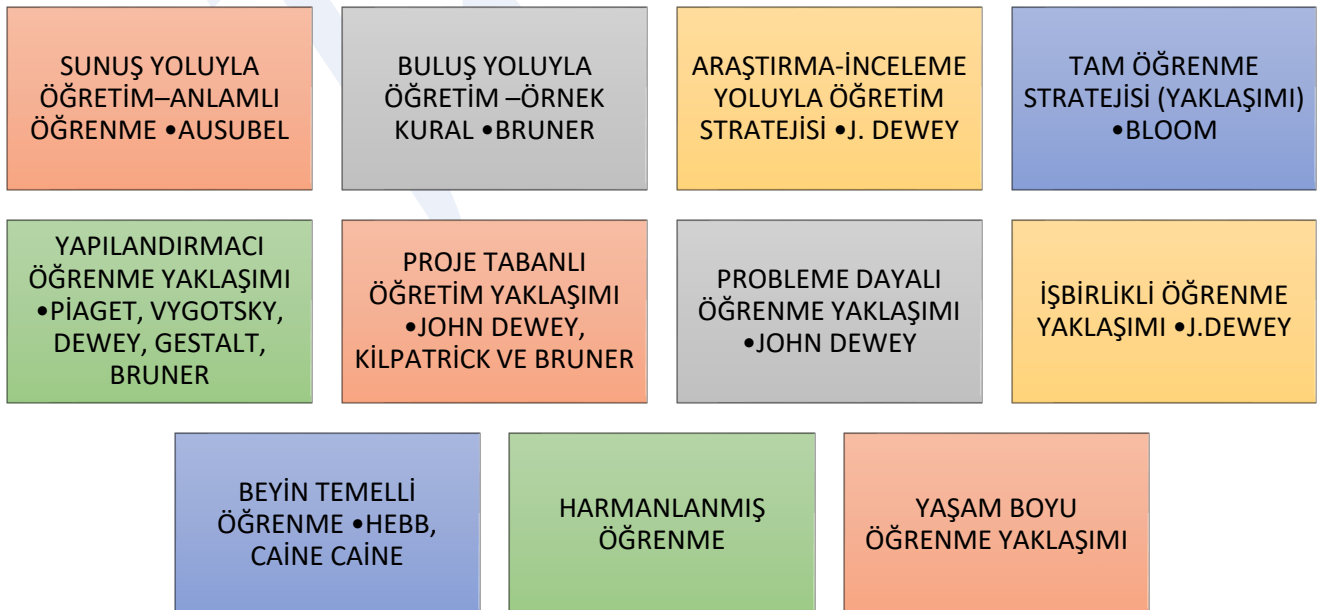 SUNUŞ YOLUYLA
ÖĞRETİM–ANLAMLI
ÖĞRENME •AUSUBEL
BULUŞ YOLUYLA
ÖĞRETİM –ÖRNEK
KURAL •BRUNER
ARAŞTIRMA-İNCELEME
YOLUYLA ÖĞRETİM
STRATEJİSİ •J. DEWEY
TAM ÖĞRENME
STRATEJİSİ (YAKLAŞIMI)
•BLOOM
YAPILANDIRMACI
ÖĞRENME YAKLAŞIMI
•PİAGET, VYGOTSKY,
DEWEY, GESTALT,
BRUNER
PROJE TABANLI
ÖĞRETİM YAKLAŞIMI
•JOHN DEWEY,
KİLPATRİCK VE BRUNER
PROBLEME DAYALI
ÖĞRENME YAKLAŞIMI
•JOHN DEWEY
İŞBİRLİKLİ ÖĞRENME
YAKLAŞIMI •J.DEWEY
BEYİN TEMELLİ
ÖĞRENME •HEBB,
CAİNE CAİNE
HARMANLANMIŞ
ÖĞRENME
YAŞAM BOYU
ÖĞRENME YAKLAŞIMI